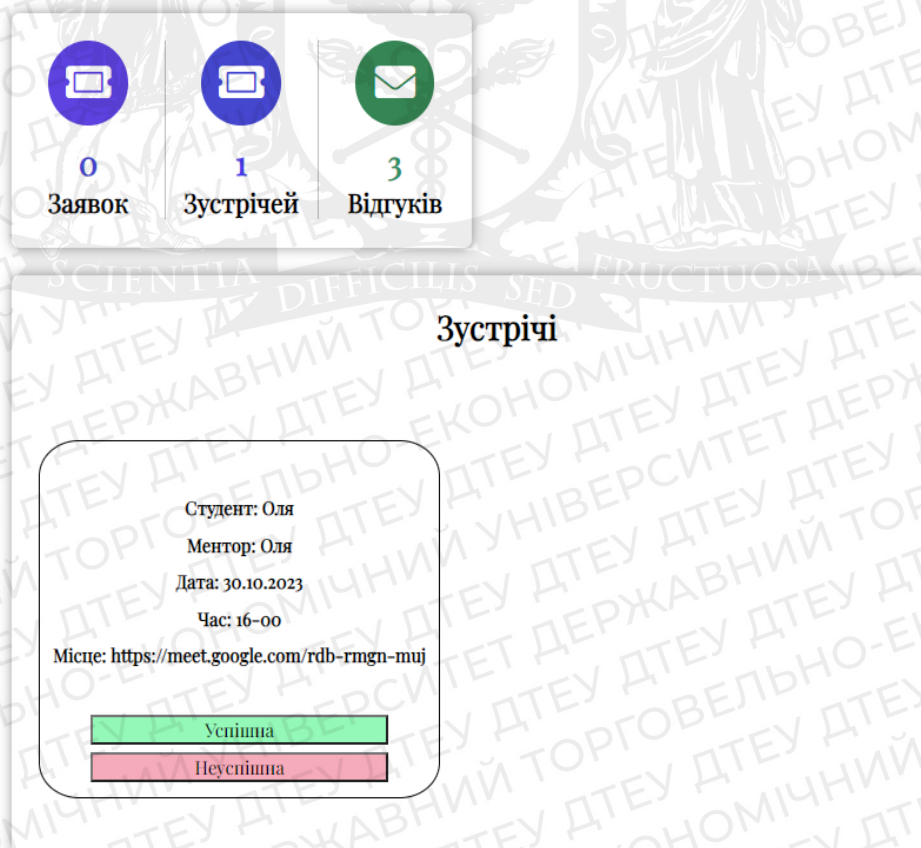 0
Заявок
1
Зустрічей
3
Відгуків
SCIENTIA DIFFICILIS SED FRUCTUOSA
Зустрічі
Студент: Оля
Ментор: Оля
Дата: 30.10.2023
Час: 16-00
Місце: https://meet.google.com/rdb-rmgn-muj
Успішна
Неуспішна